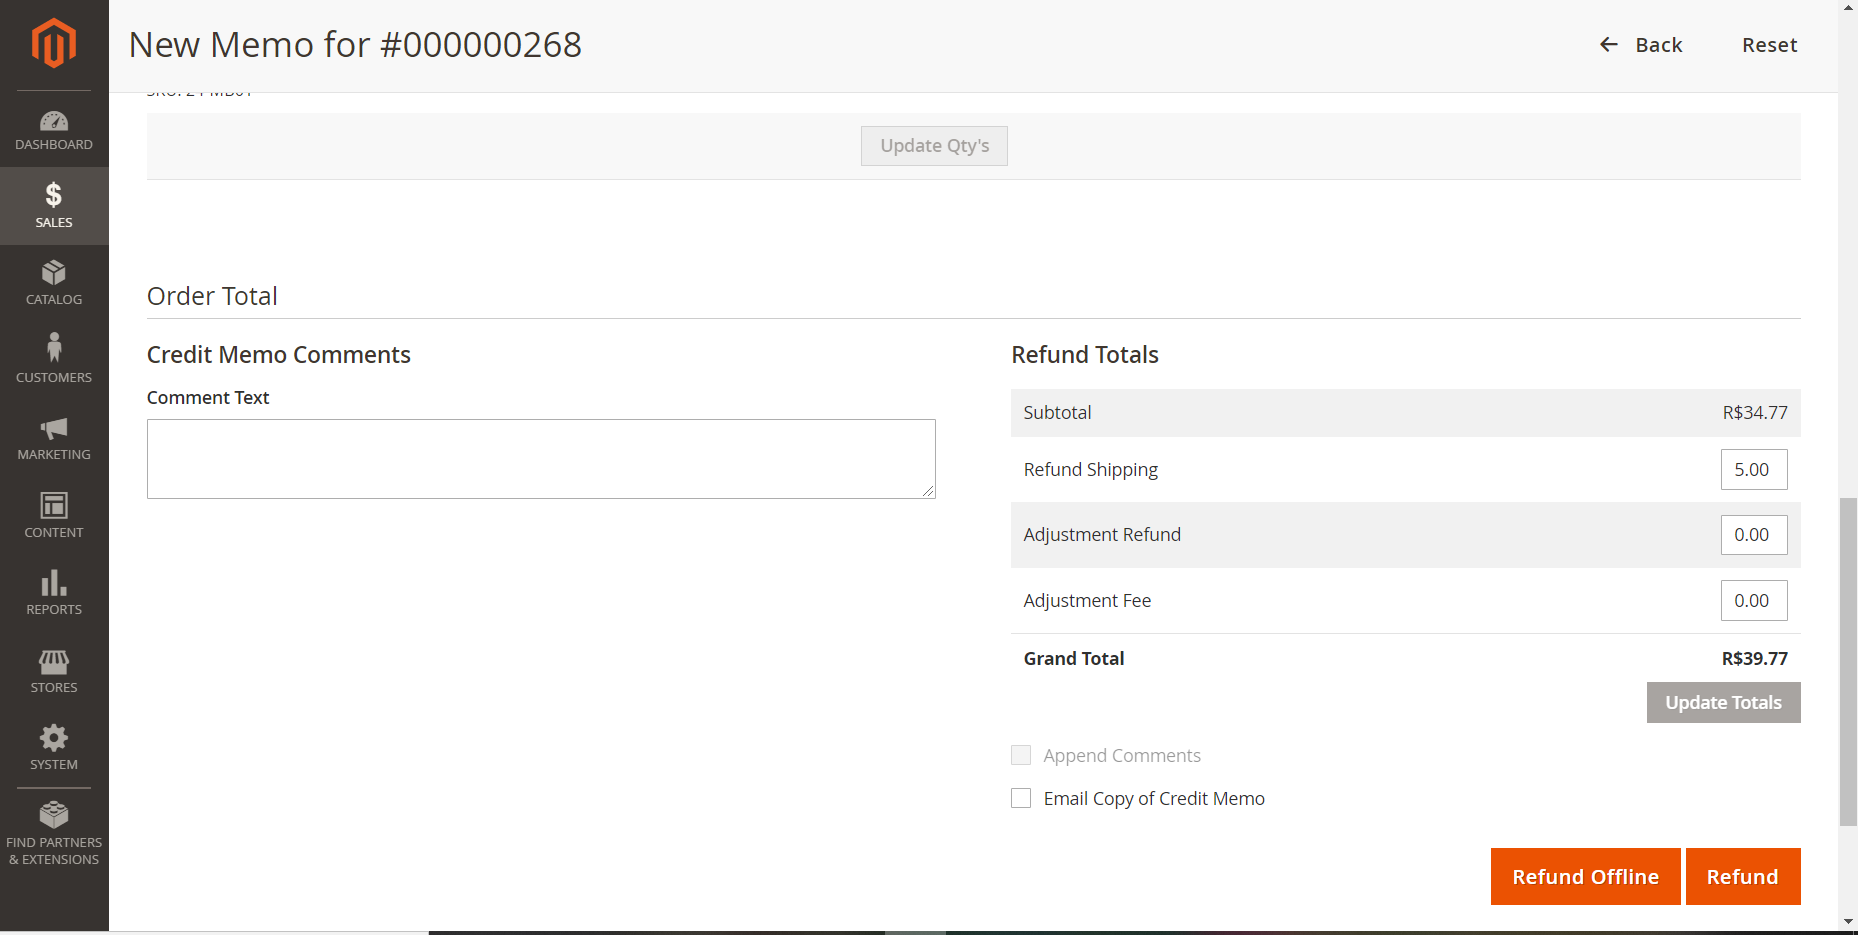 New Memo for #000000268
Back
Reset
DASHBOARD
SALES
CATALOG
CUSTOMERS
MARKETING
CONTENT
REPORTS
STORES
SYSTEM
FIND PARTNERS
& EXTENSIONS
SKU: 24-MB01
Update Qty's
Order Total
Credit Memo Comments
Comment Text
Refund Totals
Subtotal R$34.77
Refund Shipping 5.00
Adjustment Refund 0.00
Adjustment Fee 0.00
Grand Total R$39.77
Update Totals
Append Comments
Email Copy of Credit Memo
Refund Offline
Refund